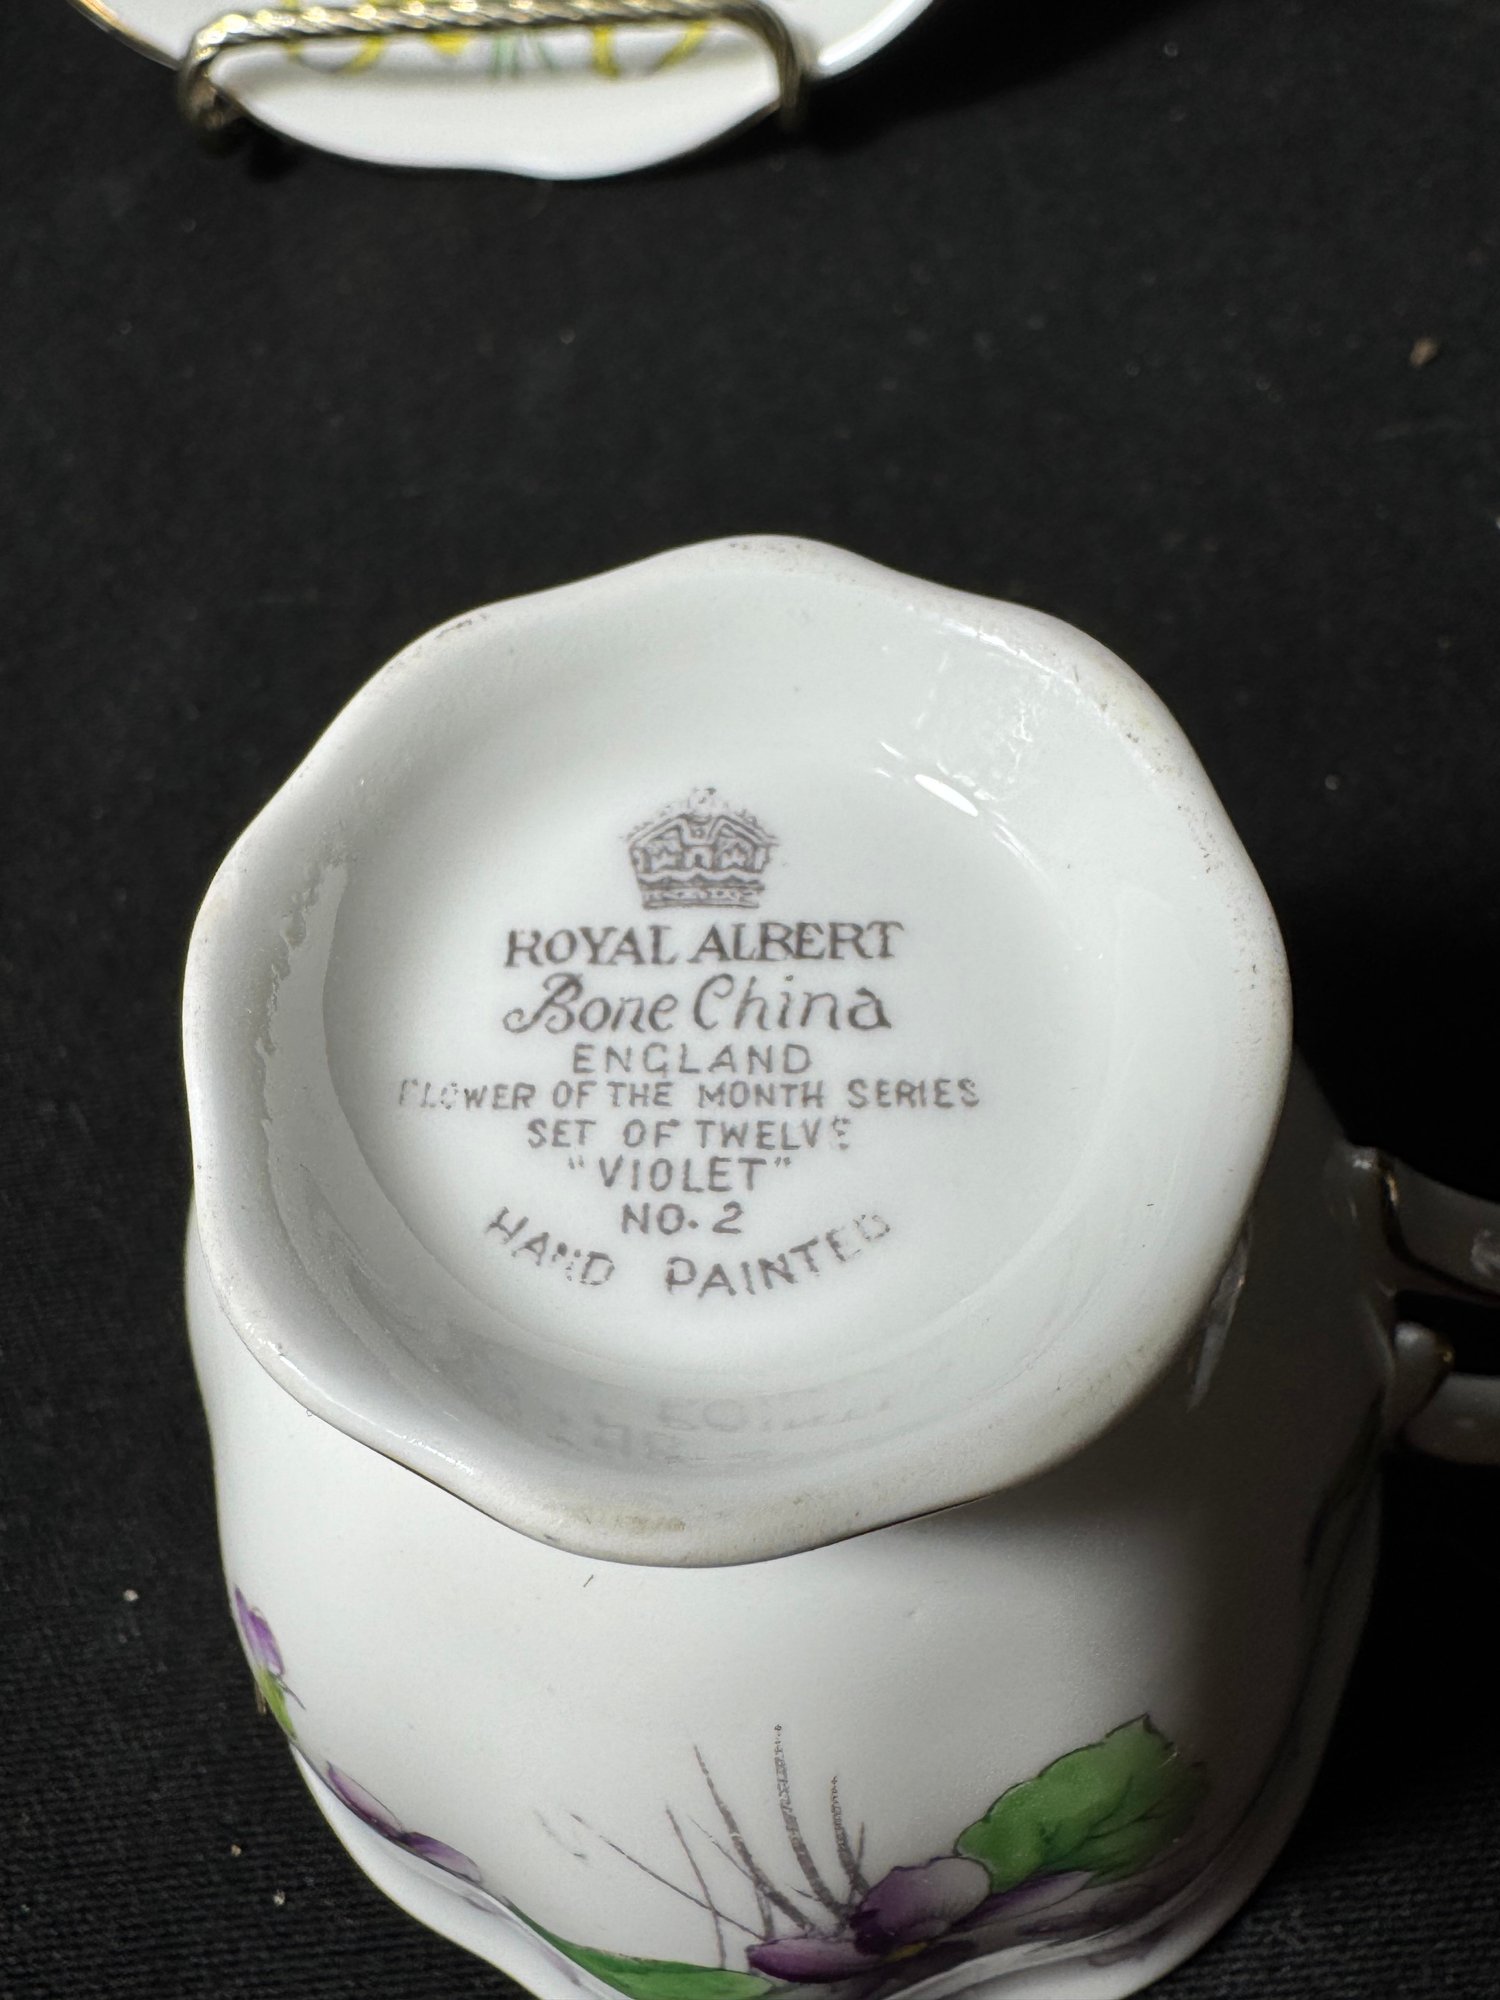 ROYAL ALBERT
Bone China
ENGLAND
FLOWER OF THE MONTH SERIES
SET OF TWELVE
"VIOLET"
NO. 2
HAND PAINTED